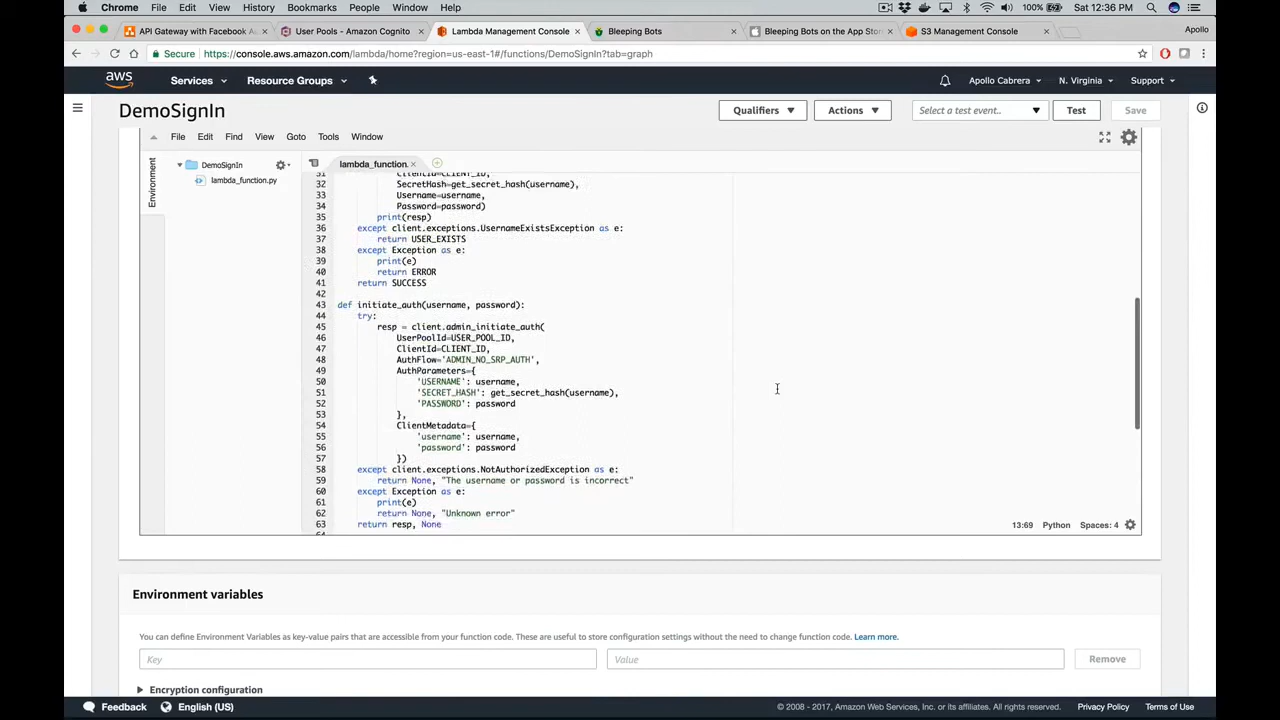 Chrome File Edit View History Bookmarks People Window Help 100% Sat 12:36 PM
API Gateway with Facebook Au
User Pools - Amazon Cognito
Lambda Management Console
Bleeping Bots
Bleeping Bots on the App Store
S3 Management Console
Apollo
Secure https://console.aws.amazon.com/lambda/home?region=us-east-1#/functions/DemoSignIn?tab=graph
aws Services Resource Groups Apollo Cabrera N. Virginia Support
DemoSignIn Qualifiers Actions Select a test event.. Test Save
File Edit Find View Goto Tools Window
Environment
DemoSignIn
lambda_function.py
lambda_function.
31 ClientId=CLIENT_ID,
32 SecretHash=get_secret_hash(username),
33 Username=username,
34 Password=password)
35 print(resp)
36 except client.exceptions.UsernameExistsException as e:
37 return USER_EXISTS
38 except Exception as e:
39 print(e)
40 return ERROR
41 return SUCCESS
42
43 def initiate_auth(username, password):
44 try:
45 resp = client.admin_initiate_auth(
46 UserPoolId=USER_POOL_ID,
47 ClientId=CLIENT_ID,
48 AuthFlow='ADMIN_NO_SRP_AUTH',
49 AuthParameters={
50 'USERNAME': username,
51 'SECRET_HASH': get_secret_hash(username),
52 'PASSWORD': password
53 },
54 ClientMetadata={
55 'username': username,
56 'password': password
57 })
58 except client.exceptions.NotAuthorizedException as e:
59 return None, "The username or password is incorrect"
60 except Exception as e:
61 print(e)
62 return None, "Unknown error"
63 return resp, None
13:69 Python Spaces: 4
Environment variables
You can define Environment Variables as key-value pairs that are accessible from your function code. These are useful to store configuration settings without the need to change function code. Learn more.
Key Value Remove
Encryption configuration
Feedback English (US) © 2008 - 2017, Amazon Web Services, Inc. or its affiliates. All rights reserved. Privacy Policy Terms of Use